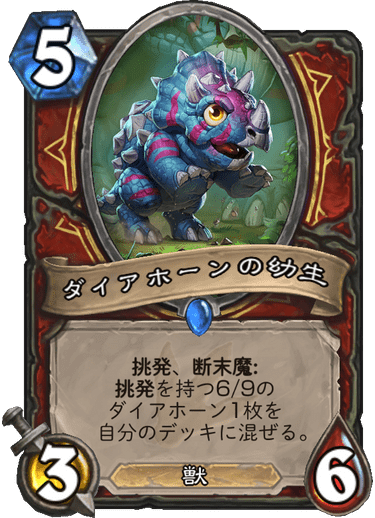 5
ダイアホーンの幼生
挑発、断末魔:
挑発を持つ6/9の
ダイアホーン1枚を
自分のデッキに混ぜる。
3
獣
6